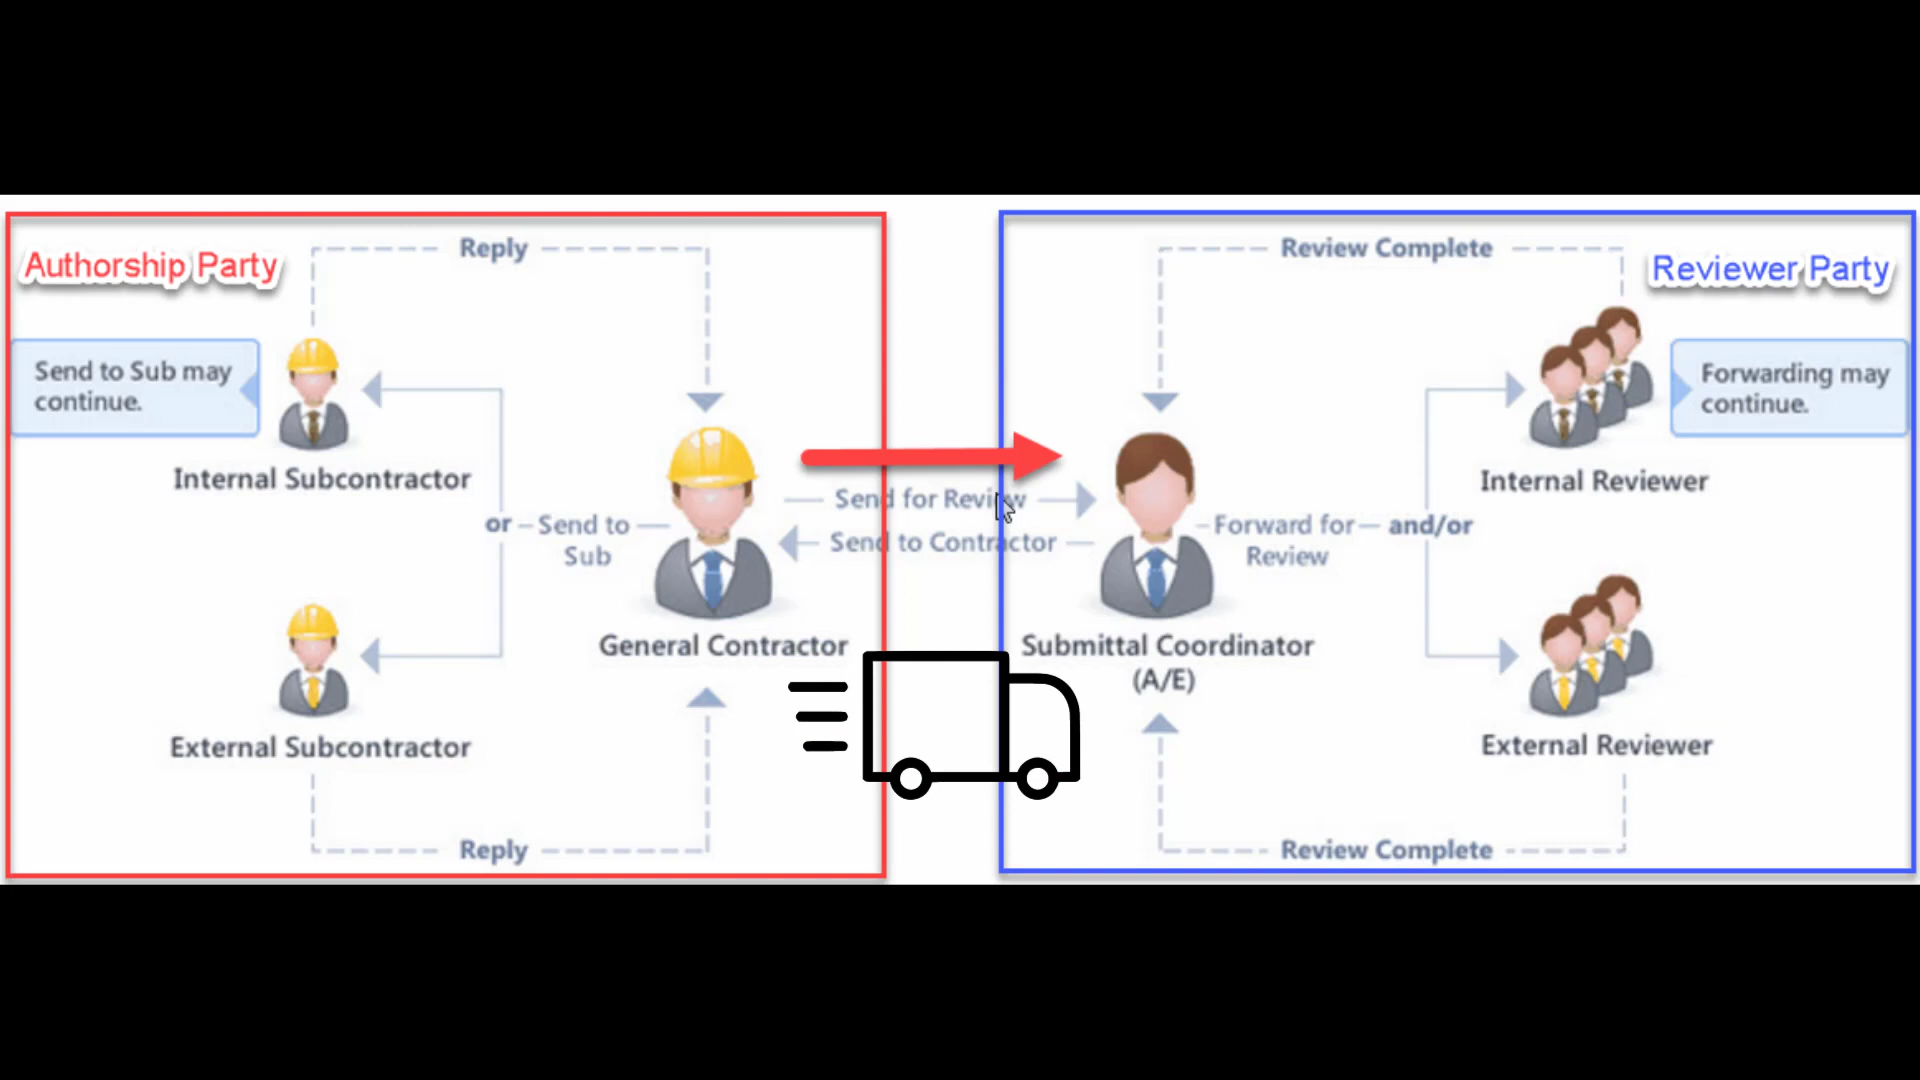 Reply
Review Complete
Authorship Party
Reviewer Party
Send to Sub may
continue.
Forwarding may
continue.
Internal Subcontractor
Internal Reviewer
Send for Review
or
Send to
Sub
Send to Contractor
Forward for
Review
and/or
General Contractor
Submittal Coordinator
(A/E)
External Subcontractor
External Reviewer
Reply
Review Complete